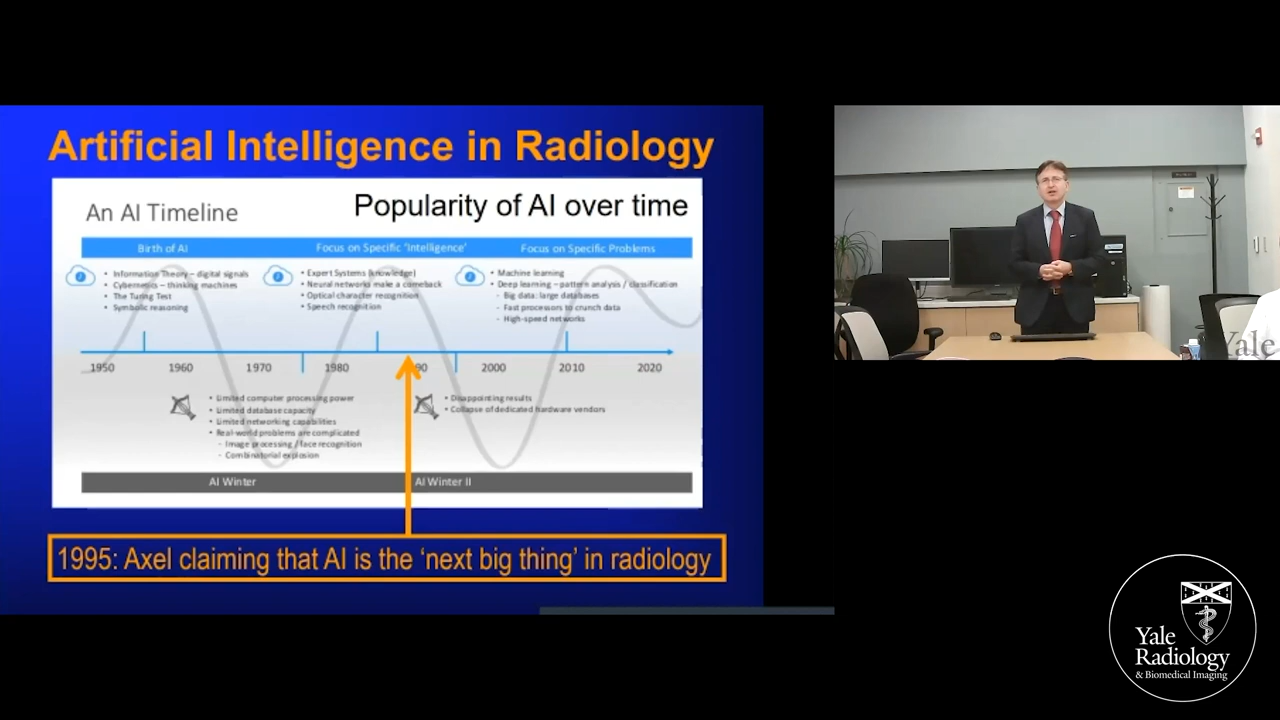 Artificial Intelligence in Radiology
An AI Timeline
Popularity of AI over time
Birth of AI
Focus on Specific 'Intelligence'
Focus on Specific Problems
• Information Theory – digital signals
• Cybernetics – thinking machines
• The Turing Test
• Symbolic reasoning
• Expert Systems (knowledge)
• Neural networks make a comeback
• Optical character recognition
• Speech recognition
• Machine learning
• Deep learning – pattern analysis / classification
- Big data: large databases
- Fast processors to crunch data
- High-speed networks
1950 1960 1970 1980 90 2000 2010 2020
• Limited computer processing power
• Limited database capacity
• Limited networking capabilities
• Real-world problems are complicated
- Image processing / face recognition
- Combinatorial explosion
• Disappointing results
• Collapse of dedicated hardware vendors
AI Winter
AI Winter II
1995: Axel claiming that AI is the 'next big thing' in radiology
Yale
Yale
Radiology
& Biomedical Imaging